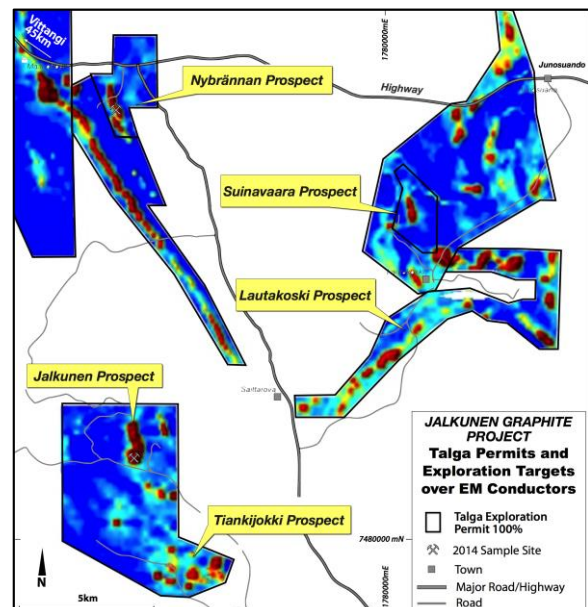 Vittangi
45km
1780000mE
Nybrännan Prospect
Highway
Junosuando
Suinavaara Prospect
Lautakoski Prospect
Jalkunen Prospect
Tiankijokki Prospect
7480000 mN
N
5km
1780000mE
JALKUNEN GRAPHITE
PROJECT
Talga Permits and
Exploration Targets
over EM Conductors
Talga Exploration
Permit 100%
2014 Sample Site
Town
Major Road/Highway
Road